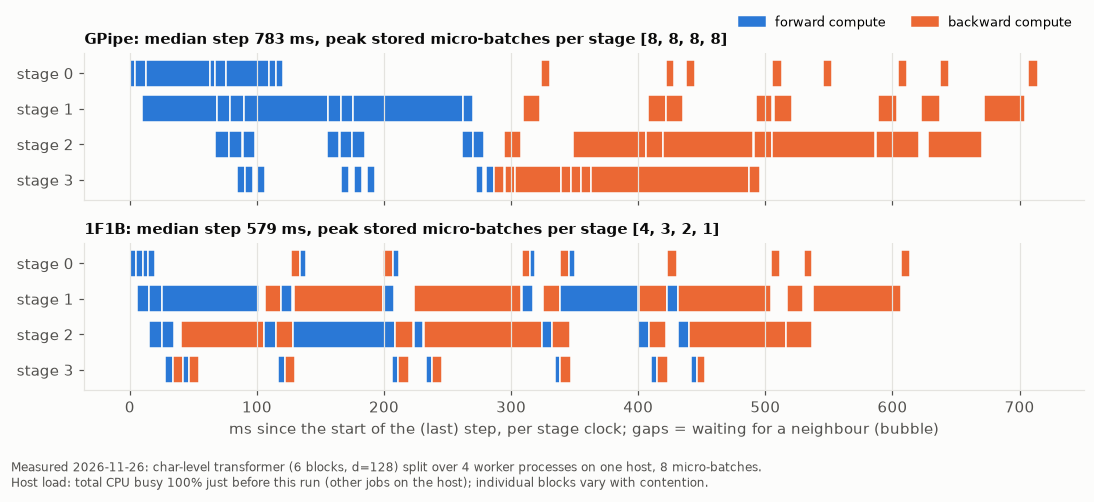 forward compute
backward compute
GPipe: median step 783 ms, peak stored micro-batches per stage [8, 8, 8, 8]
stage 0
stage 1
stage 2
stage 3
1F1B: median step 579 ms, peak stored micro-batches per stage [4, 3, 2, 1]
stage 0
stage 1
stage 2
stage 3
0 100 200 300 400 500 600 700
ms since the start of the (last) step, per stage clock; gaps = waiting for a neighbour (bubble)
Measured 2026-11-26: char-level transformer (6 blocks, d=128) split over 4 worker processes on one host, 8 micro-batches.
Host load: total CPU busy 100% just before this run (other jobs on the host); individual blocks vary with contention.